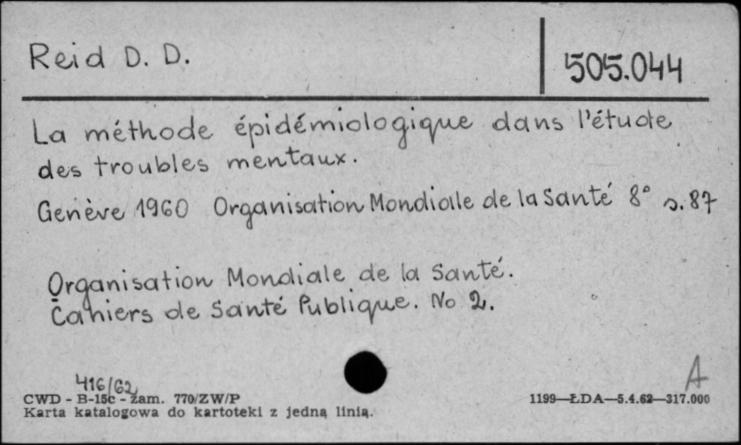 Reid D. D.
505.044
La méthode épidémiologique dans l'étude
des troubles mentaux.
Genève 1960 Organisation Mondiale de la Santé 8° s. 87
Organisation Mondiale de la Santé.
Cahiers de Santé Publique. No 2.
416/62
A
CWD - B-15c - zam. 770/ZW/P
1199—ŁDA—5.4.62—317.000
Karta katalogowa do kartoteki z jedną linią.